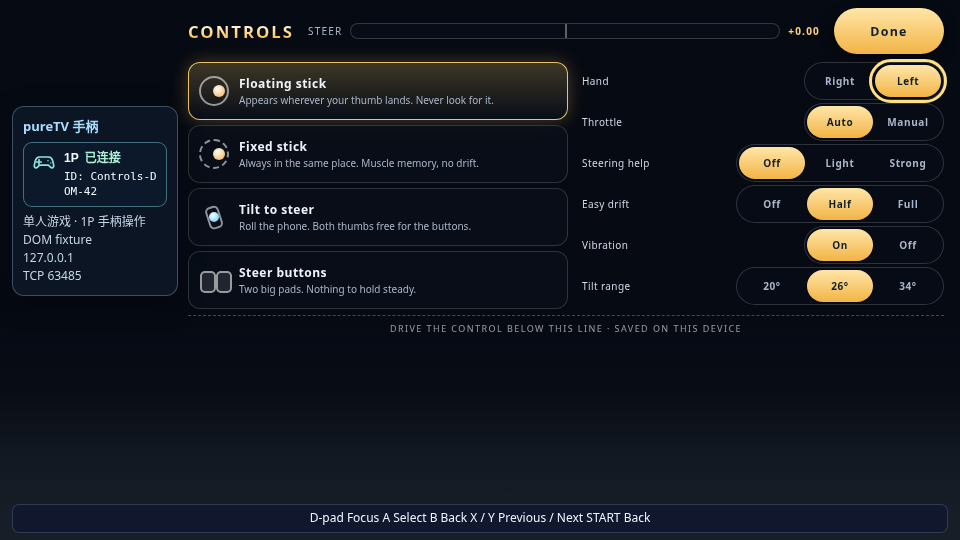 CONTROLS
STEER
+0.00
Done
pureTV 手柄
1P 已连接
ID: Controls-D
OM-42
单人游戏 · 1P 手柄操作
DOM fixture
127.0.0.1
TCP 63485
Floating stick
Appears wherever your thumb lands. Never look for it.
Fixed stick
Always in the same place. Muscle memory, no drift.
Tilt to steer
Roll the phone. Both thumbs free for the buttons.
Steer buttons
Two big pads. Nothing to hold steady.
Hand Right Left
Throttle Auto Manual
Steering help Off Light Strong
Easy drift Off Half Full
Vibration On Off
Tilt range 20° 26° 34°
DRIVE THE CONTROL BELOW THIS LINE · SAVED ON THIS DEVICE
D-pad Focus A Select B Back X / Y Previous / Next START Back